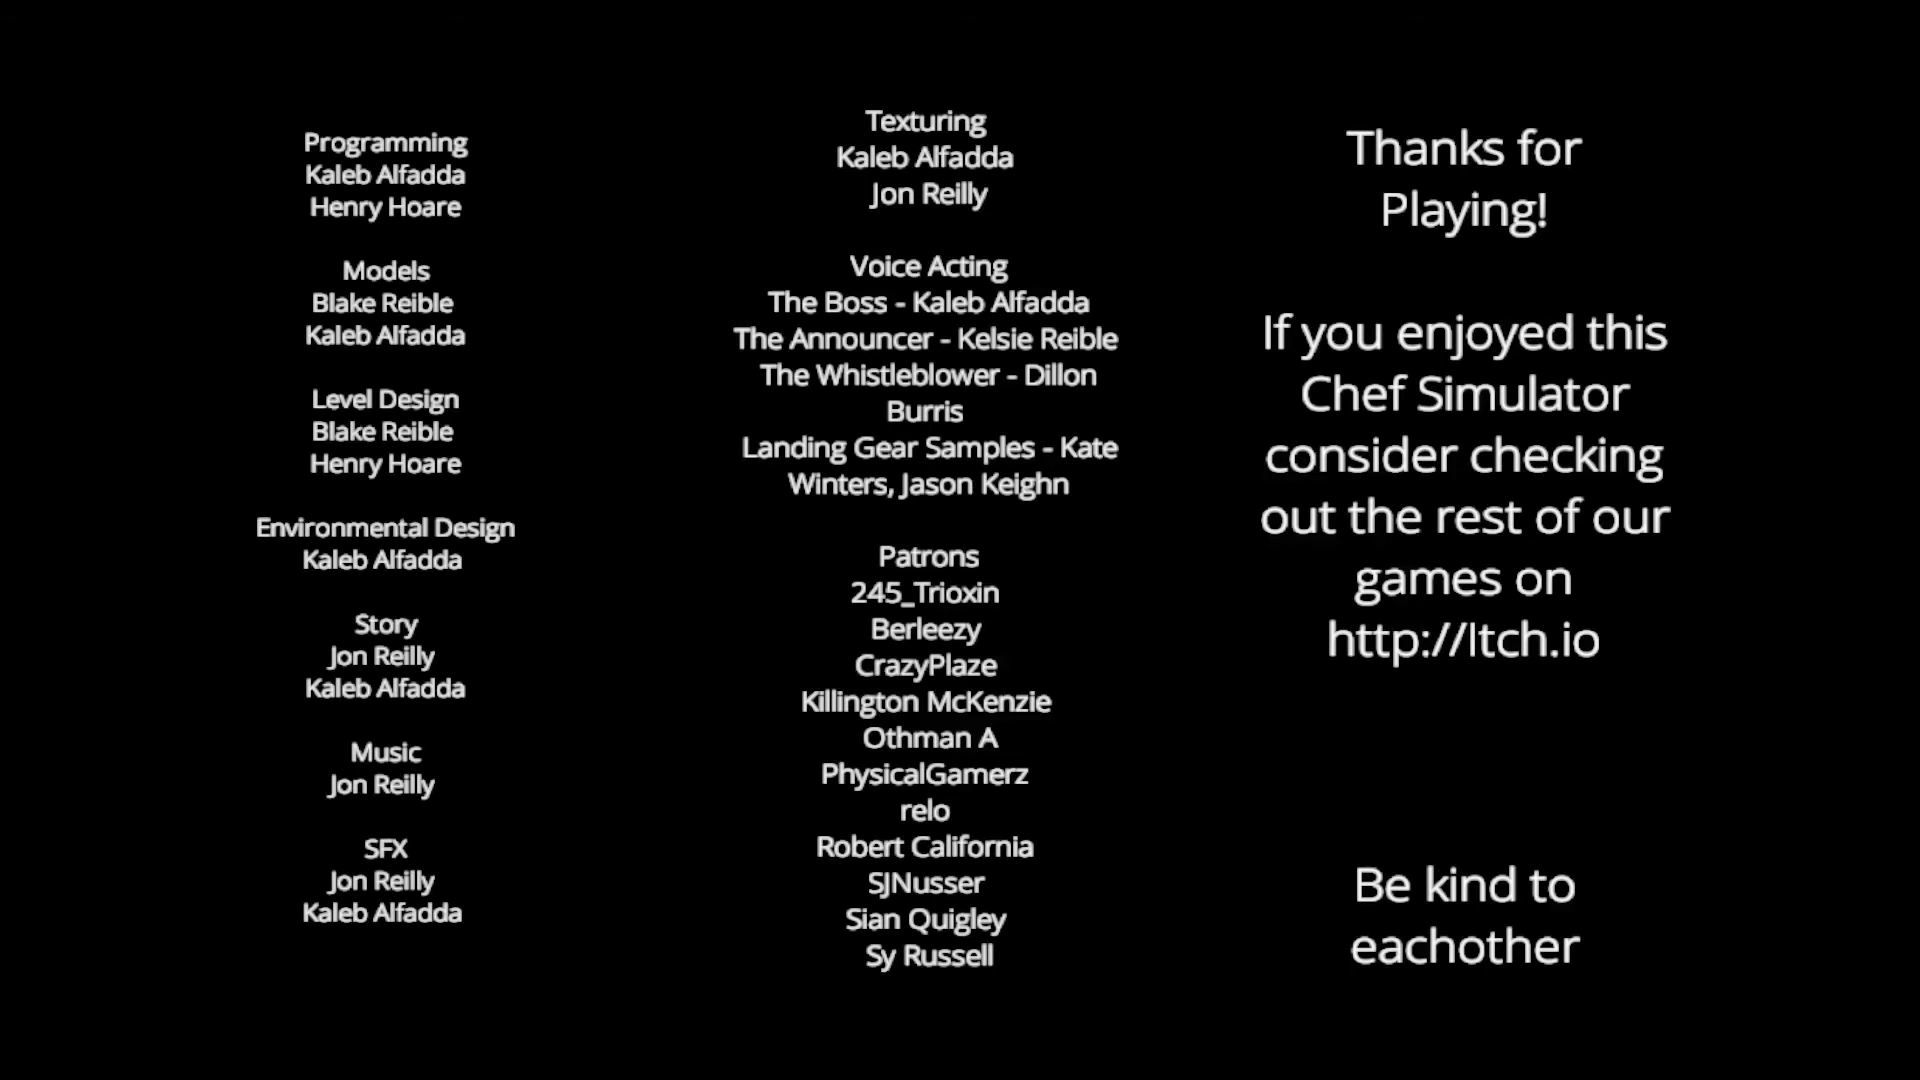 Programming
Kaleb Alfadda
Henry Hoare
Models
Blake Reible
Kaleb Alfadda
Level Design
Blake Reible
Henry Hoare
Environmental Design
Kaleb Alfadda
Story
Jon Reilly
Kaleb Alfadda
Music
Jon Reilly
SFX
Jon Reilly
Kaleb Alfadda
Texturing
Kaleb Alfadda
Jon Reilly
Voice Acting
The Boss - Kaleb Alfadda
The Announcer - Kelsie Reible
The Whistleblower - Dillon
Burris
Landing Gear Samples - Kate
Winters, Jason Keighn
Patrons
245_Trioxin
Berleezy
CrazyPlaze
Killington McKenzie
Othman A
PhysicalGamerz
relo
Robert California
SJNusser
Sian Quigley
Sy Russell
Thanks for
Playing!
If you enjoyed this
Chef Simulator
consider checking
out the rest of our
games on
http://Itch.io
Be kind to
eachother